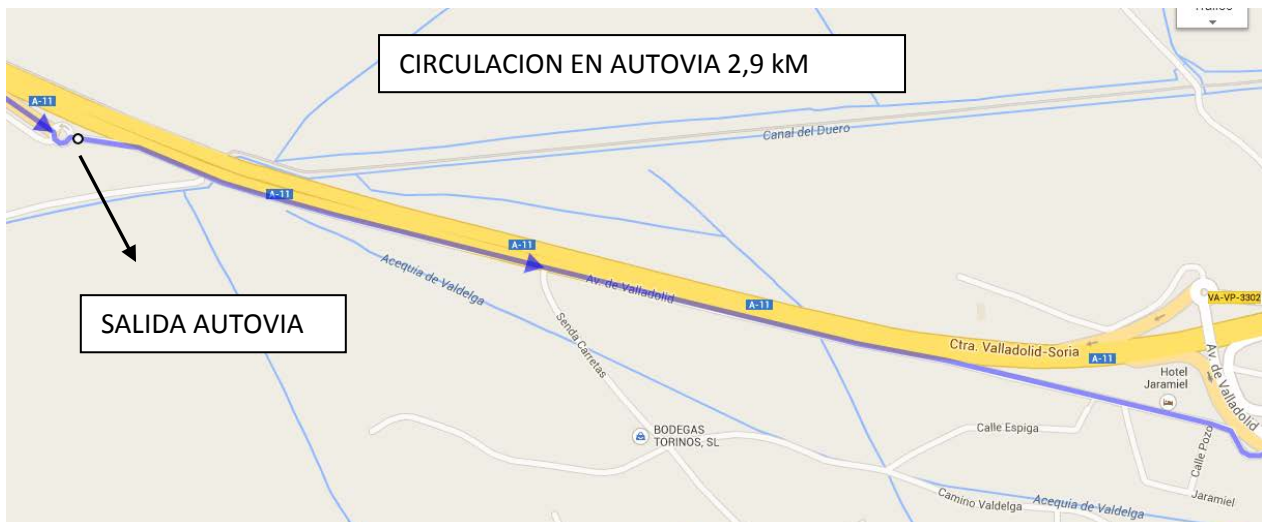 CIRCULACION EN AUTOVIA 2,9 kM
A-11
Canal del Duero
A-11
A-11
Acequia de Valdelga
Av. de Valladolid
A-11
VA-VP-3302
SALIDA AUTOVIA
Senda Carretas
Ctra. Valladolid-Soria
A-11
Av. de Valladolid
Hotel
Jaramiel
BODEGAS
TORINOS, SL
Calle Espiga
Calle Pozo
Camino Valdelga
Acequia de Valdelga
Jaramiel